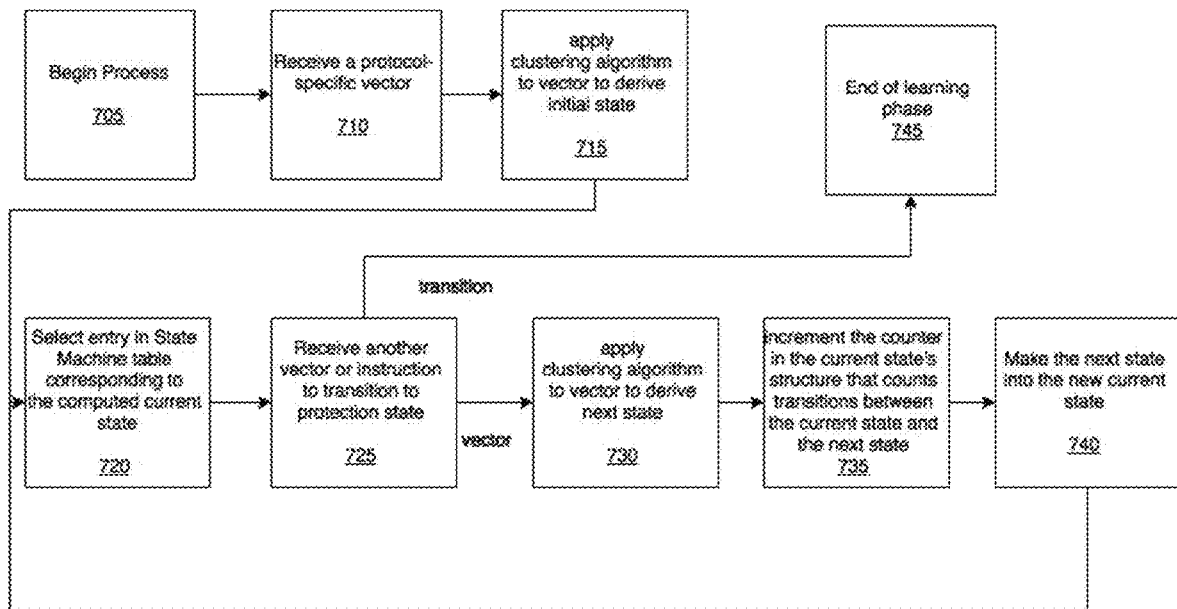 Begin Process
705
Receive a protocol-
specific vector
710
apply
clustering algorithm
to vector to derive
initial state
715
End of learning
phase
745
transition
Select entry in State
Machine table
corresponding to
the computed current
state
720
Receive another
vector or instruction
to transition to
protection state
725
vector
apply
clustering algorithm
to vector to derive
next state
730
increment the counter
in the current state's
structure that counts
transitions between
the current state and
the next state
735
Make the next state
into the new current
state
740